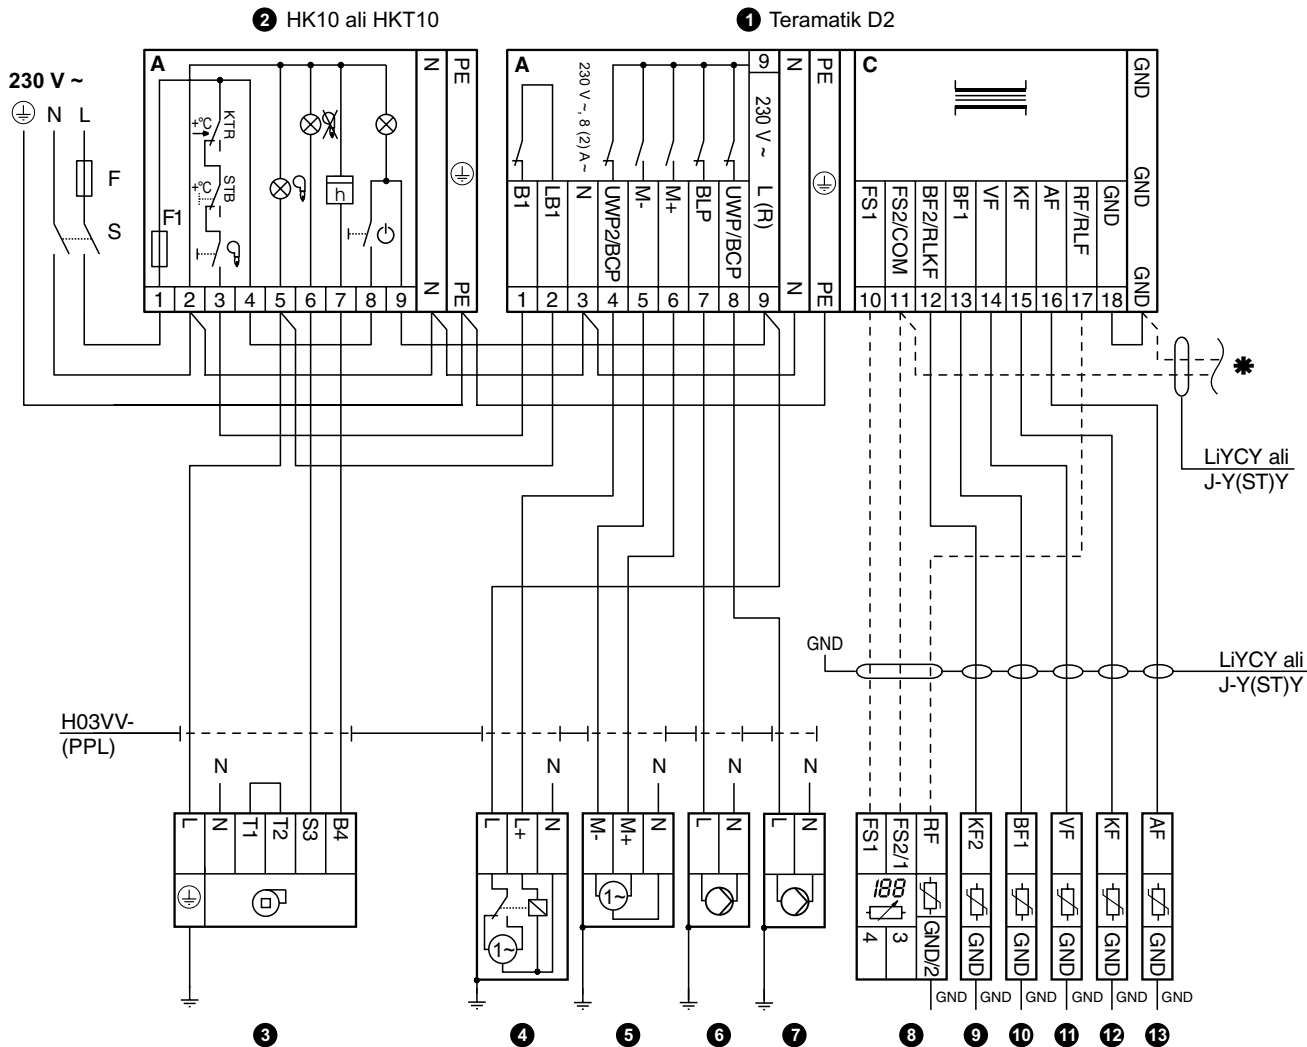 2 HK10 ali HKT10
1 Teramatik D2
230 V ~
N L
F
S
A
N
PE
KTR
+°C
STB
+°C
F1
h
1 2 3 4 5 6 7 8 9 N PE
A
230 V ~, 8 (2) A ~
9
N
PE
230 V ~
B1
LB1
N
UWP2/BCP
M-
M+
BLP
UWP/BCP
L (R)
1 2 3 4 5 6 7 8 9 N PE
C
GND
GND
FS1
FS2/COM
BF2/RLKF
BF1
VF
KF
AF
RF/RLF
GND
GND
10 11 12 13 14 15 16 17 18
✱
LiYCY ali
J-Y(ST)Y
GND
LiYCY ali
J-Y(ST)Y
H03VV-
(PPL)
N
N
N
N
N
L
N
T1
T2
S3
B4
L
L+
N
1~
M-
M+
N
1~
L
N
L
N
FS1
FS2/1
RF
188
4
3
GND/2
KF2
GND
BF1
GND
VF
GND
KF
GND
AF
GND
GND GND GND GND GND GND
3 4 5 6 7 8 9 10 11 12 13